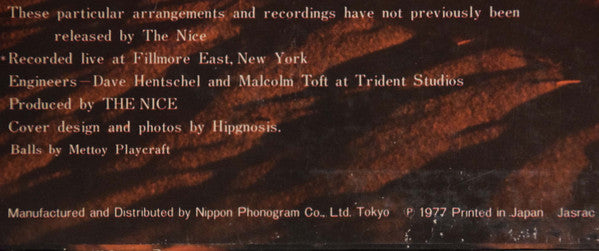 These particular arrangements and recordings have not previously been
released by The Nice
*Recorded live at Fillmore East, New York
Engineers—Dave Hentschel and Malcolm Toft at Trident Studios
Produced by THE NICE
Cover design and photos by Hipgnosis.
Balls by Mettoy Playcraft
Manufactured and Distributed by Nippon Phonogram Co., Ltd. Tokyo ℗ 1977 Printed in Japan Jasrac